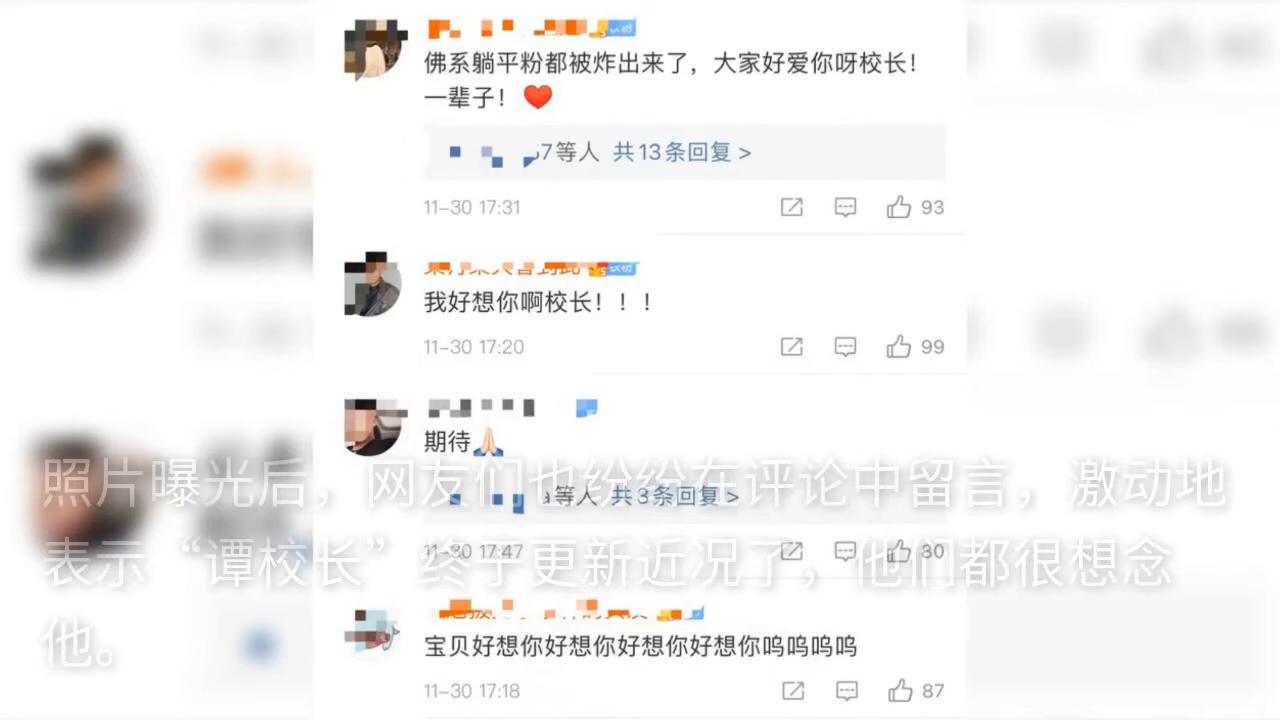 佛系躺平粉都被炸出来了，大家好爱你呀校长！
一辈子！❤️
7等人 共13条回复 >
11-30 17:31
93
我好想你啊校长！！！
11-30 17:20
99
期待🙏🏻
a等人 共3条回复>
11-30 17:47
30
宝贝好想你好想你好想你好想你呜呜呜呜
11-30 17:18
87
照片曝光后，网友们也纷纷在评论中留言，激动地
表示“谭校长”终于更新近况了，他们都很想念
他。